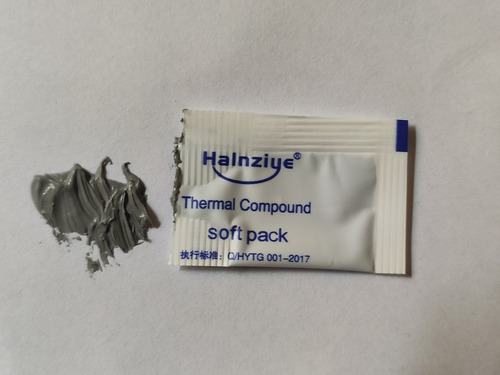 Halnziye®
Thermal Compound
soft pack
执行标准：Q/HYTG 001-2017